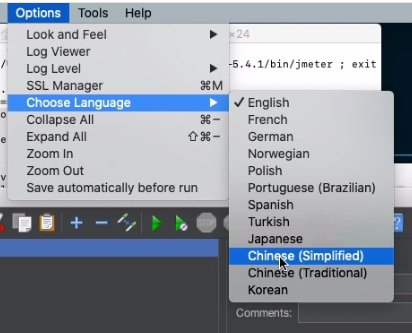 Options Tools Help
Look and Feel
Log Viewer
Log Level
SSL Manager ⌘M
Choose Language
Collapse All ⌘−
Expand All ⇧⌘−
Zoom In
Zoom Out
Save automatically before run
×24
-5.4.1/bin/jmeter ; exit
✓ English
French
German
Norwegian
Polish
Portuguese (Brazilian)
Spanish
Turkish
Japanese
Chinese (Simplified)
Chinese (Traditional)
Korean
Comments: